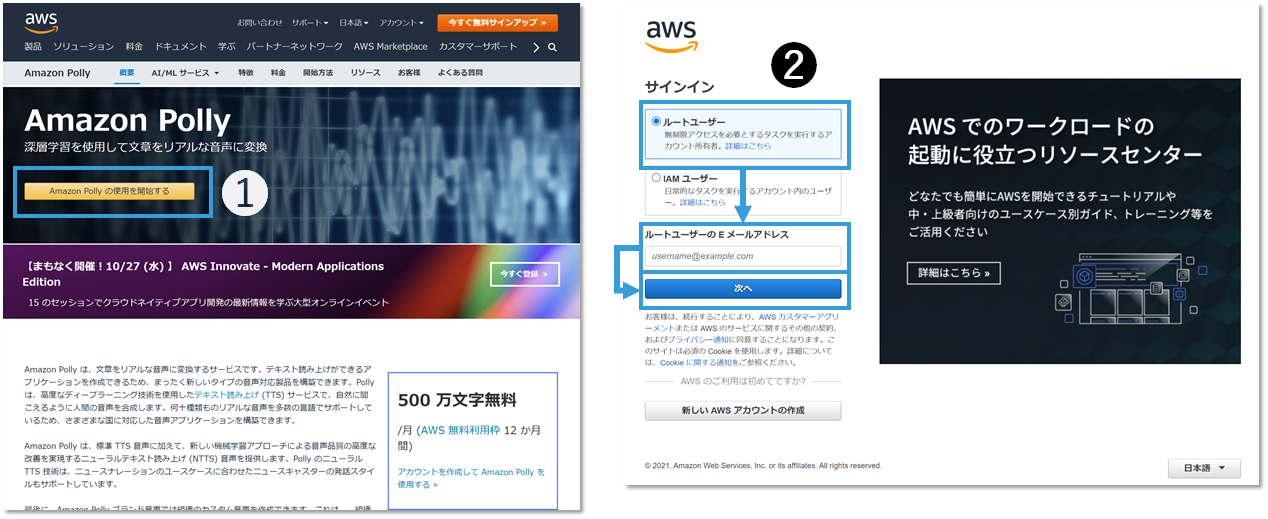 aws
お問い合わせ サポート 日本語 アカウント 今すぐ無料サインアップ »
製品 ソリューション 料金 ドキュメント 学ぶ パートナーネットワーク AWS Marketplace カスタマーサポート
Amazon Polly 概要 AI/ML サービス 特徴 料金 開始方法 リソース お客様 よくある質問
Amazon Polly
深層学習を使用して文章をリアルな音声に変換
Amazon Polly の使用を開始する
1
【まもなく開催！10/27 (水) 】 AWS Innovate - Modern Applications
Edition
今すぐ登録 »
15 のセッションでクラウドネイティブアプリ開発の最新情報を学ぶ大型オンラインイベント
Amazon Polly は、文章をリアルな音声に変換するサービスです。テキスト読み上げができるア
プリケーションを作成できるため、まったく新しいタイプの音声対応製品を構築できます。Polly
は、高度なディープラーニング技術を使用したテキスト読み上げ (TTS) サービスで、自然に聞
こえるように人間の音声を合成します。何十種類ものリアルな音声を多数の言語でサポートして
いるため、さまざまな国に対応した音声アプリケーションを構築できます。
Amazon Polly は、標準 TTS 音声に加えて、新しい機械学習アプローチによる音声品質の高度な
改善を実現するニューラルテキスト読み上げ (NTTS) 音声を提供します。Polly のニューラル
TTS 技術は、ニュースナレーションのユースケースに合わせたニュースキャスターの発話スタイ
ルもサポートしています。
最後に、Amazon Polly ブランド音声では組織のカスタム音声を作成できます。これは、組織
500 万文字無料
/月 (AWS 無料利用枠 12 か月
間)
アカウントを作成して Amazon Polly を
使用する »
aws
2
サインイン
ルートユーザー
無制限アクセスを必要とするタスクを実行するア
カウント所有者。詳細はこちら
IAM ユーザー
日常的なタスクを実行するアカウント内のユーザ
ー。詳細はこちら
ルートユーザーの E メールアドレス
username@example.com
次へ
お客様は、続行することにより、AWS カスタマーアグリ
ーメントまたは AWS のサービスに関するその他の契約、
およびプライバシー通知に同意することになります。こ
のサイトは必須の Cookie を使用します。詳細について
は、Cookie に関する通知をご参照ください。
AWS のご利用は初めてですか?
新しい AWS アカウントの作成
AWS でのワークロードの
起動に役立つリソースセンター
どなたでも簡単にAWSを開始できるチュートリアルや
中・上級者向けのユースケース別ガイド、トレーニング等を
ご活用ください
詳細はこちら »
© 2021, Amazon Web Services, Inc. or its affiliates. All rights reserved.
日本語